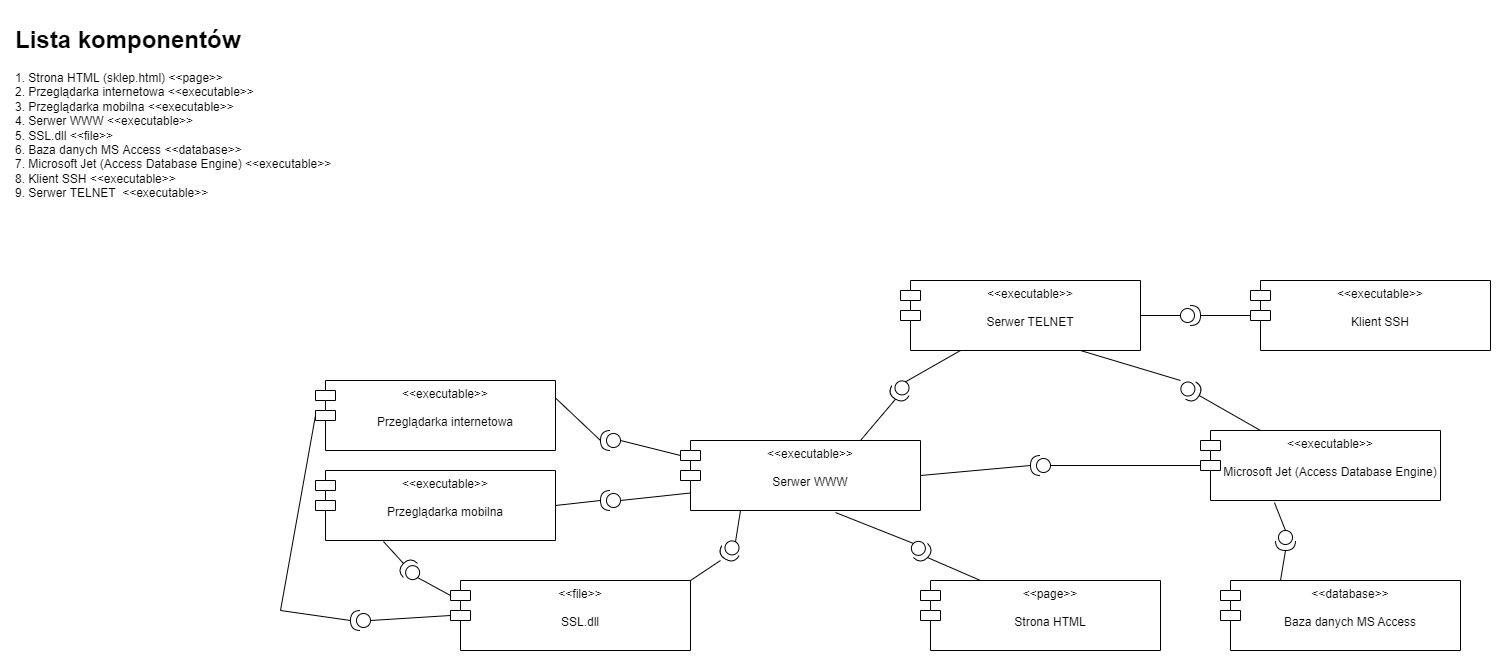 Lista komponentów
1. Strona HTML (sklep.html) <<page>>
2. Przeglądarka internetowa <<executable>>
3. Przeglądarka mobilna <<executable>>
4. Serwer WWW <<executable>>
5. SSL.dll <<file>>
6. Baza danych MS Access <<database>>
7. Microsoft Jet (Access Database Engine) <<executable>>
8. Klient SSH <<executable>>
9. Serwer TELNET  <<executable>>
<<executable>>
Serwer TELNET
<<executable>>
Klient SSH
<<executable>>
Przeglądarka internetowa
<<executable>>
Serwer WWW
<<executable>>
Microsoft Jet (Access Database Engine)
<<executable>>
Przeglądarka mobilna
<<file>>
SSL.dll
<<page>>
Strona HTML
<<database>>
Baza danych MS Access